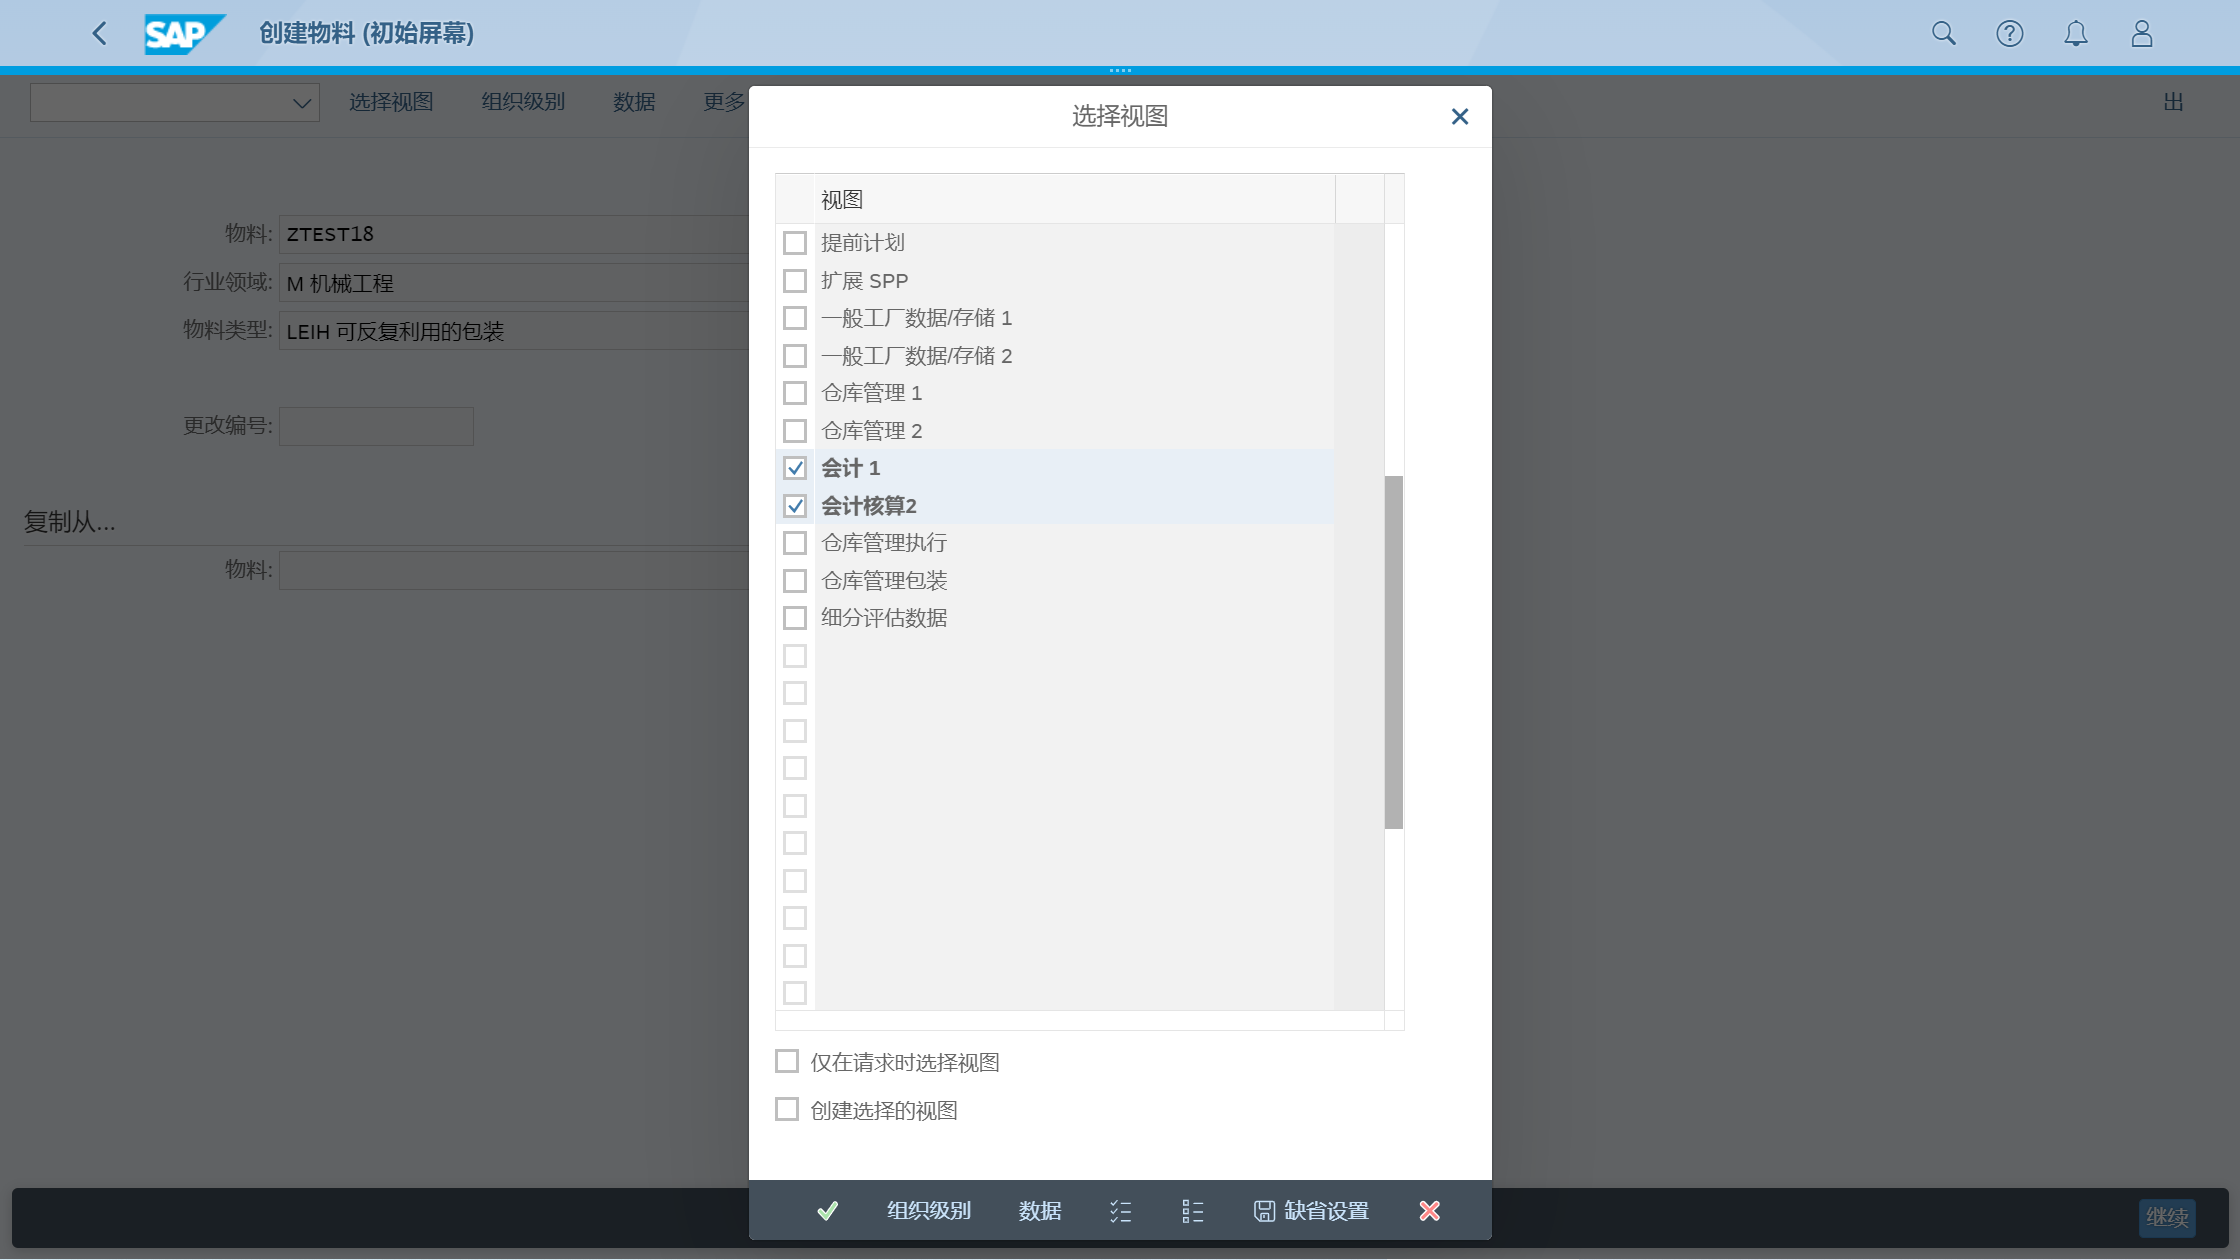 SAP 创建物料 (初始屏幕)
选择视图 组织级别 数据 更多 出
物料: ZTEST18
行业领域: M 机械工程
物料类型: LEIH 可反复利用的包装
更改编号:
复制从...
物料:
选择视图
视图
提前计划
扩展 SPP
一般工厂数据/存储 1
一般工厂数据/存储 2
仓库管理 1
仓库管理 2
会计 1
会计核算2
仓库管理执行
仓库管理包装
细分评估数据
仅在请求时选择视图
创建选择的视图
组织级别 数据 缺省设置
继续